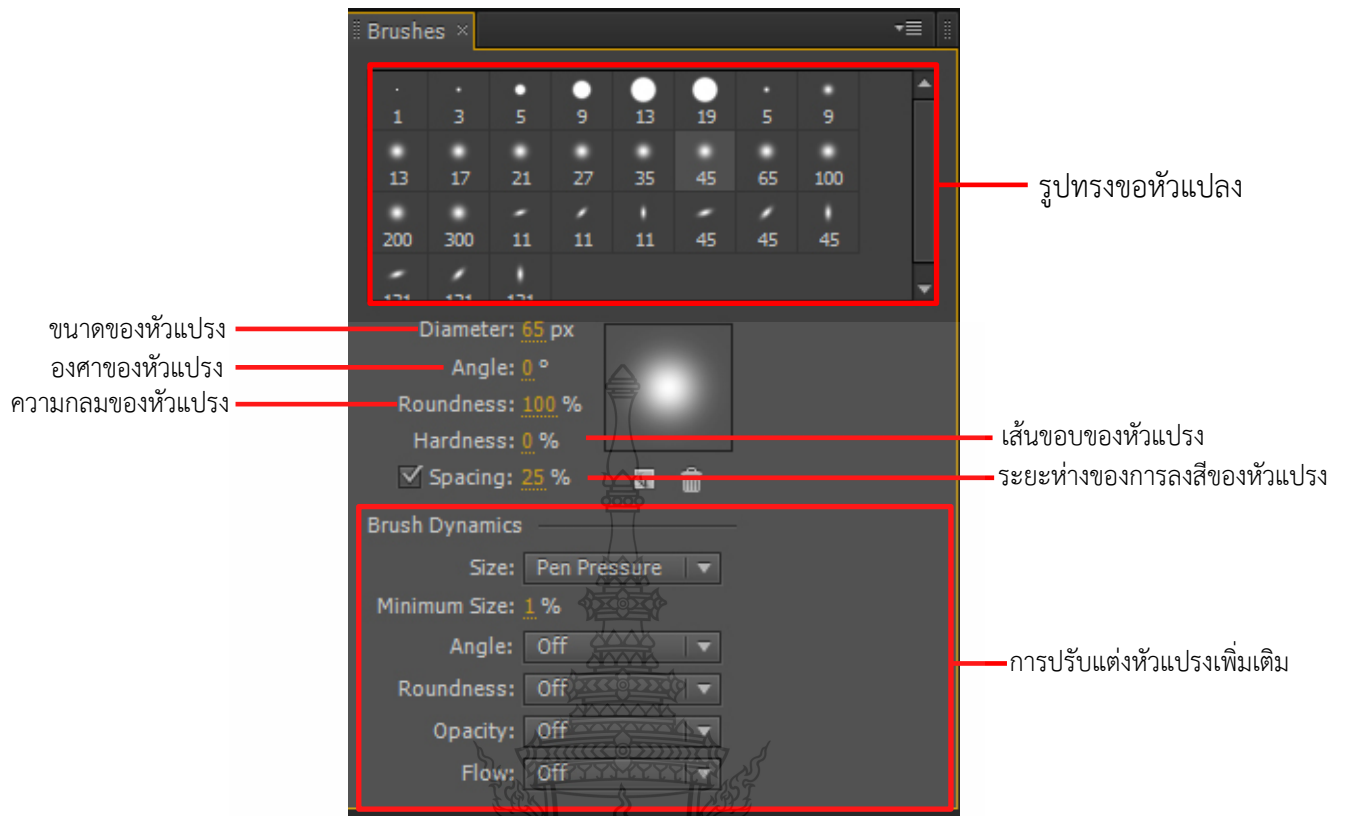 Brushes ×
1 3 5 9 13 19 5 9
13 17 21 27 35 45 65 100
รูปทรงขอหัวแปลง
200 300 11 11 11 45 45 45
131 131 131
ขนาดของหัวแปรง Diameter: 65 px
องศาของหัวแปรง Angle: 0 °
ความกลมของหัวแปรง Roundness: 100 %
Hardness: 0 % เส้นขอบของหัวแปรง
Spacing: 25 % ระยะห่างของการลงสีของหัวแปรง
Brush Dynamics
Size: Pen Pressure
Minimum Size: 1 %
Angle: Off
การปรับแต่งหัวแปรงเพิ่มเติม
Roundness: Off
Opacity: Off
Flow: Off